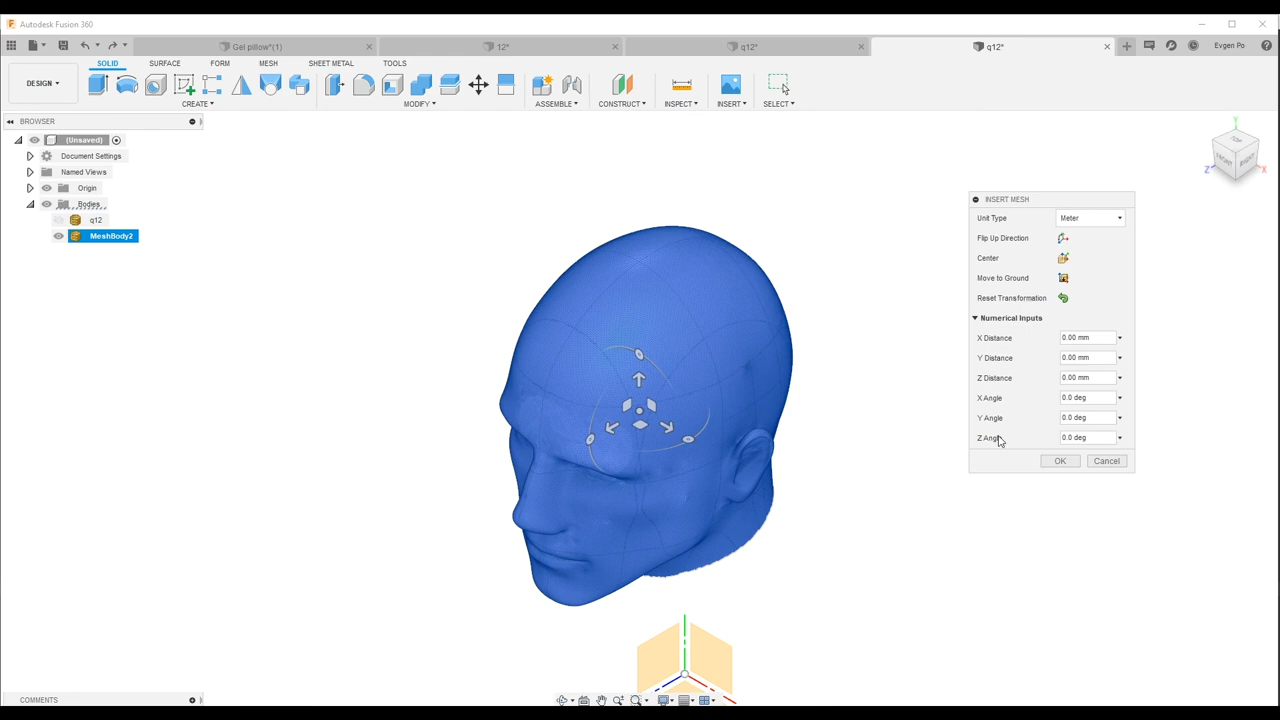 Autodesk Fusion 360
Gel pillow*(1)
12*
q12*
q12*
Evgen Po
SOLID
SURFACE
FORM
MESH
SHEET METAL
TOOLS
DESIGN
CREATE
MODIFY
ASSEMBLE
CONSTRUCT
INSPECT
INSERT
SELECT
BROWSER
(Unsaved)
Document Settings
Named Views
Origin
Bodies
q12
MeshBody2
Y
TOP
FRONT
RIGHT
Z
X
INSERT MESH
Unit Type Meter
Flip Up Direction
Center
Move to Ground
Reset Transformation
Numerical Inputs
X Distance 0.00 mm
Y Distance 0.00 mm
Z Distance 0.00 mm
X Angle 0.0 deg
Y Angle 0.0 deg
Z Angle 0.0 deg
OK Cancel
COMMENTS